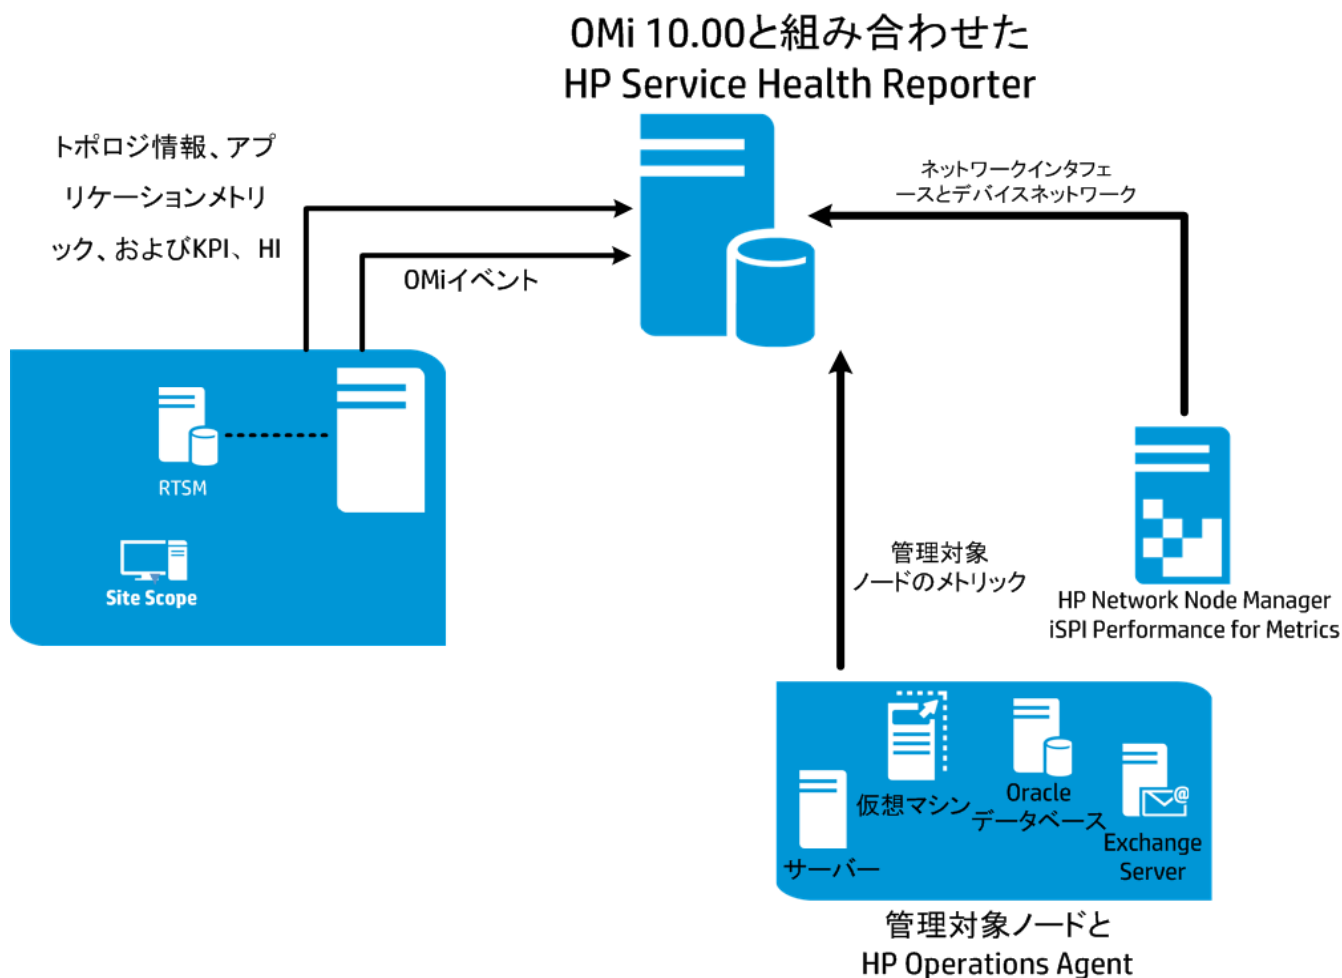 OMi 10.00と組み合わせた
HP Service Health Reporter
トポロジ情報、アプ
リケーションメトリ
ック、およびKPI、HI
OMiイベント
ネットワークインタフェ
ースとデバイスネットワーク
RTSM
Site Scope
管理対象
ノードのメトリック
HP Network Node Manager
iSPI Performance for Metrics
サーバー
仮想マシン
Oracle
データベース
@
Exchange
Server
管理対象ノードと
HP Operations Agent